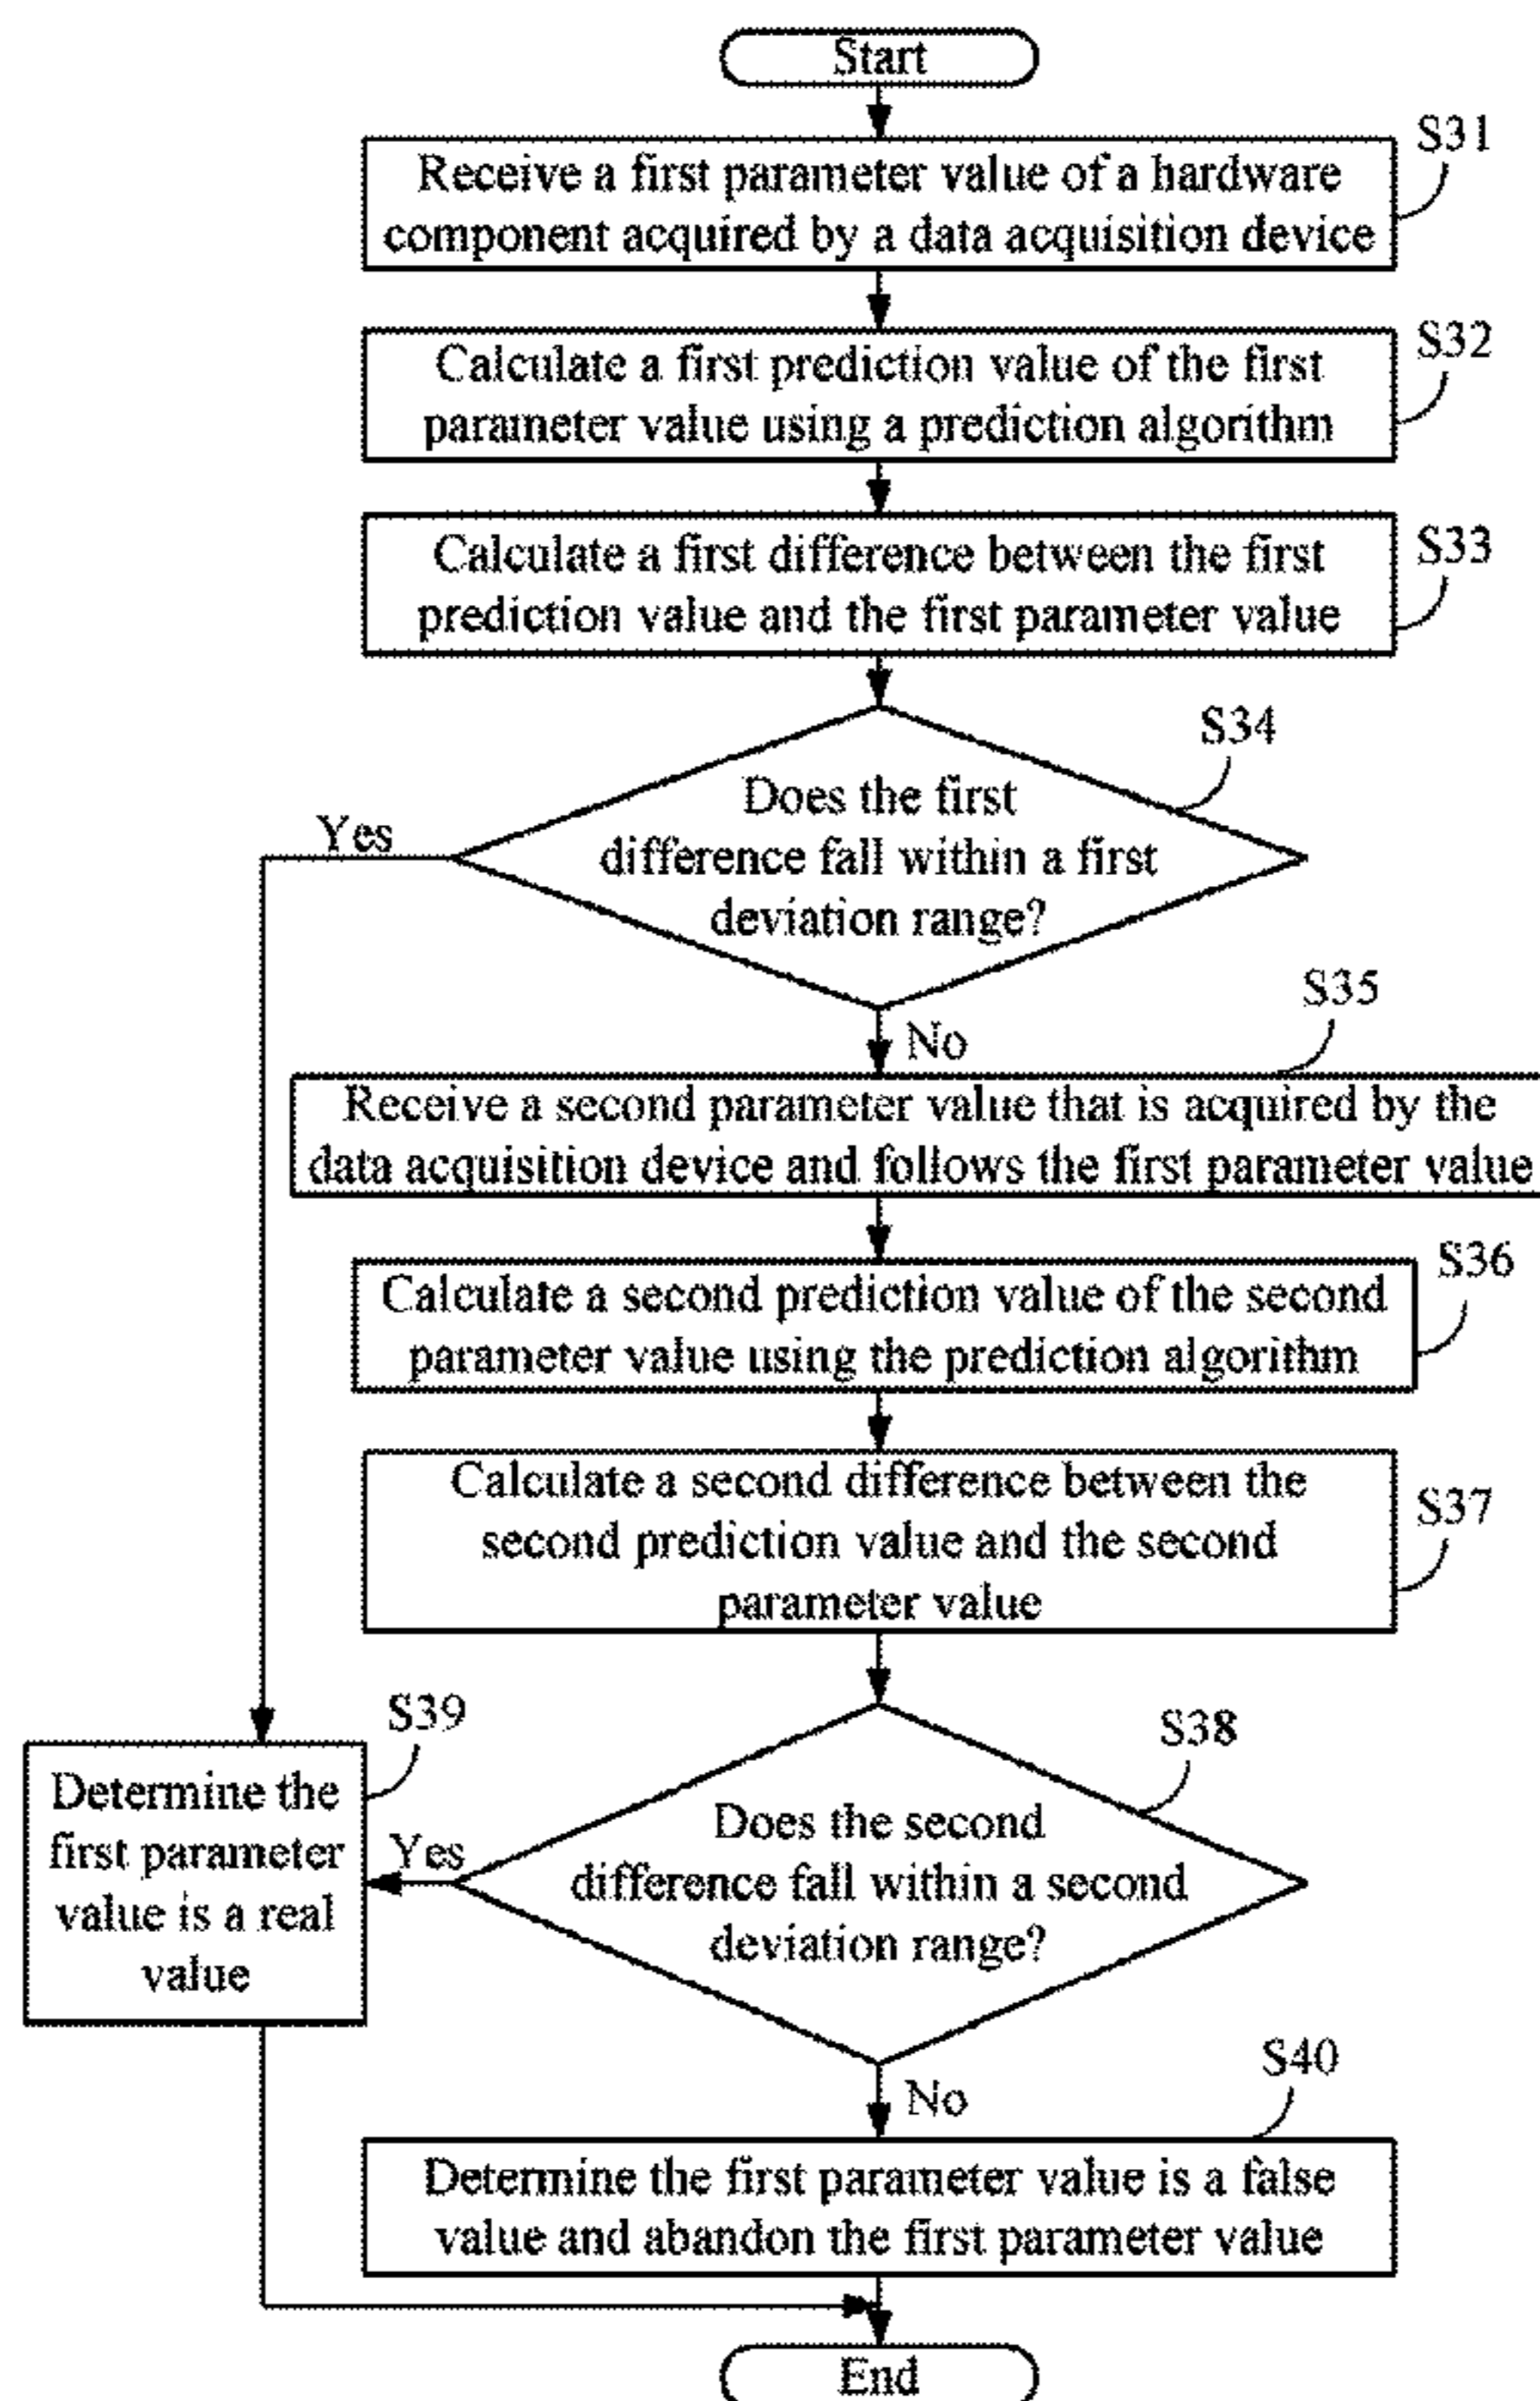 Start
S31
Receive a first parameter value of a hardware
component acquired by a data acquisition device
S32
Calculate a first prediction value of the first
parameter value using a prediction algorithm
S33
Calculate a first difference between the first
prediction value and the first parameter value
S34
Does the first
difference fall within a first
deviation range?
Yes
No
S35
Receive a second parameter value that is acquired by the
data acquisition device and follows the first parameter value
S36
Calculate a second prediction value of the second
parameter value using the prediction algorithm
S37
Calculate a second difference between the
second prediction value and the second
parameter value
S38
Does the second
difference fall within a second
deviation range?
Yes
S39
Determine the
first parameter
value is a real
value
No
S40
Determine the first parameter value is a false
value and abandon the first parameter value
End